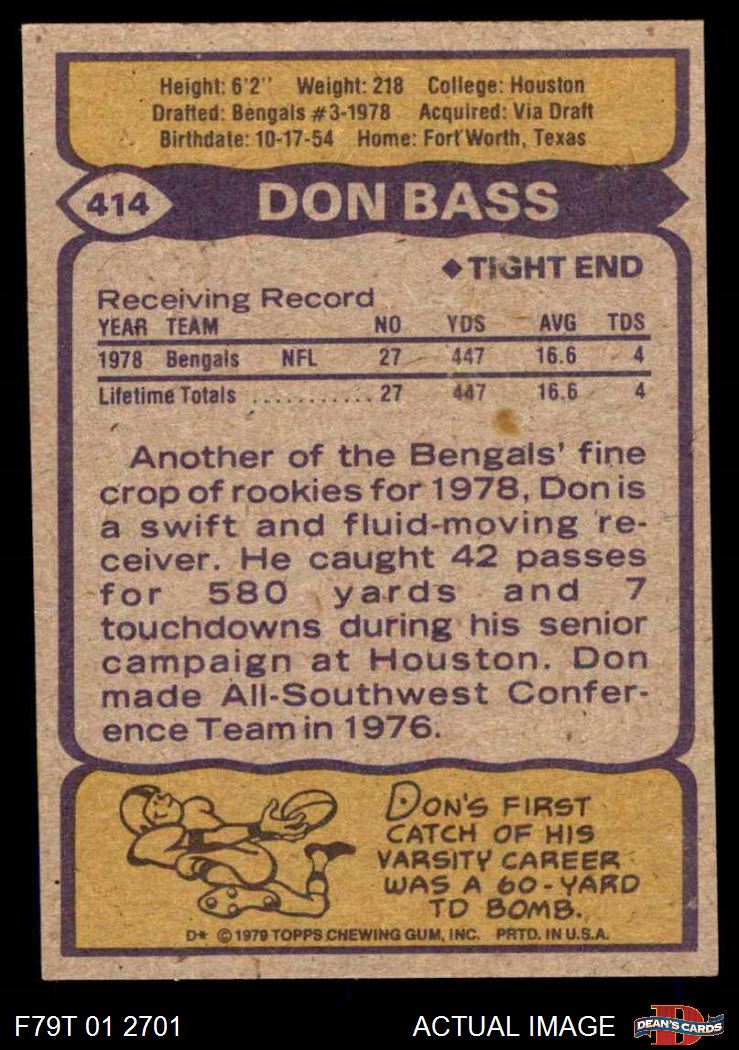 Height: 6'2'' Weight: 218 College: Houston
Drafted: Bengals #3-1978 Acquired: Via Draft
Birthdate: 10-17-54 Home: Fort Worth, Texas
414 DON BASS
◆TIGHT END
Receiving Record
YEAR TEAM NO YDS AVG TDS
1978 Bengals NFL 27 447 16.6 4
Lifetime Totals ........... 27 447 16.6 4
Another of the Bengals' fine
crop of rookies for 1978, Don is
a swift and fluid-moving re-
ceiver. He caught 42 passes
for 580 yards and 7
touchdowns during his senior
campaign at Houston. Don
made All-Southwest Confer-
ence Team in 1976.
DON'S FIRST
CATCH OF HIS
VARSITY CAREER
WAS A 60-YARD
TD BOMB.
D* © 1979 TOPPS CHEWING GUM, INC. PRTD. IN U.S.A.
F79T 01 2701 ACTUAL IMAGE D DEAN'S CARDS